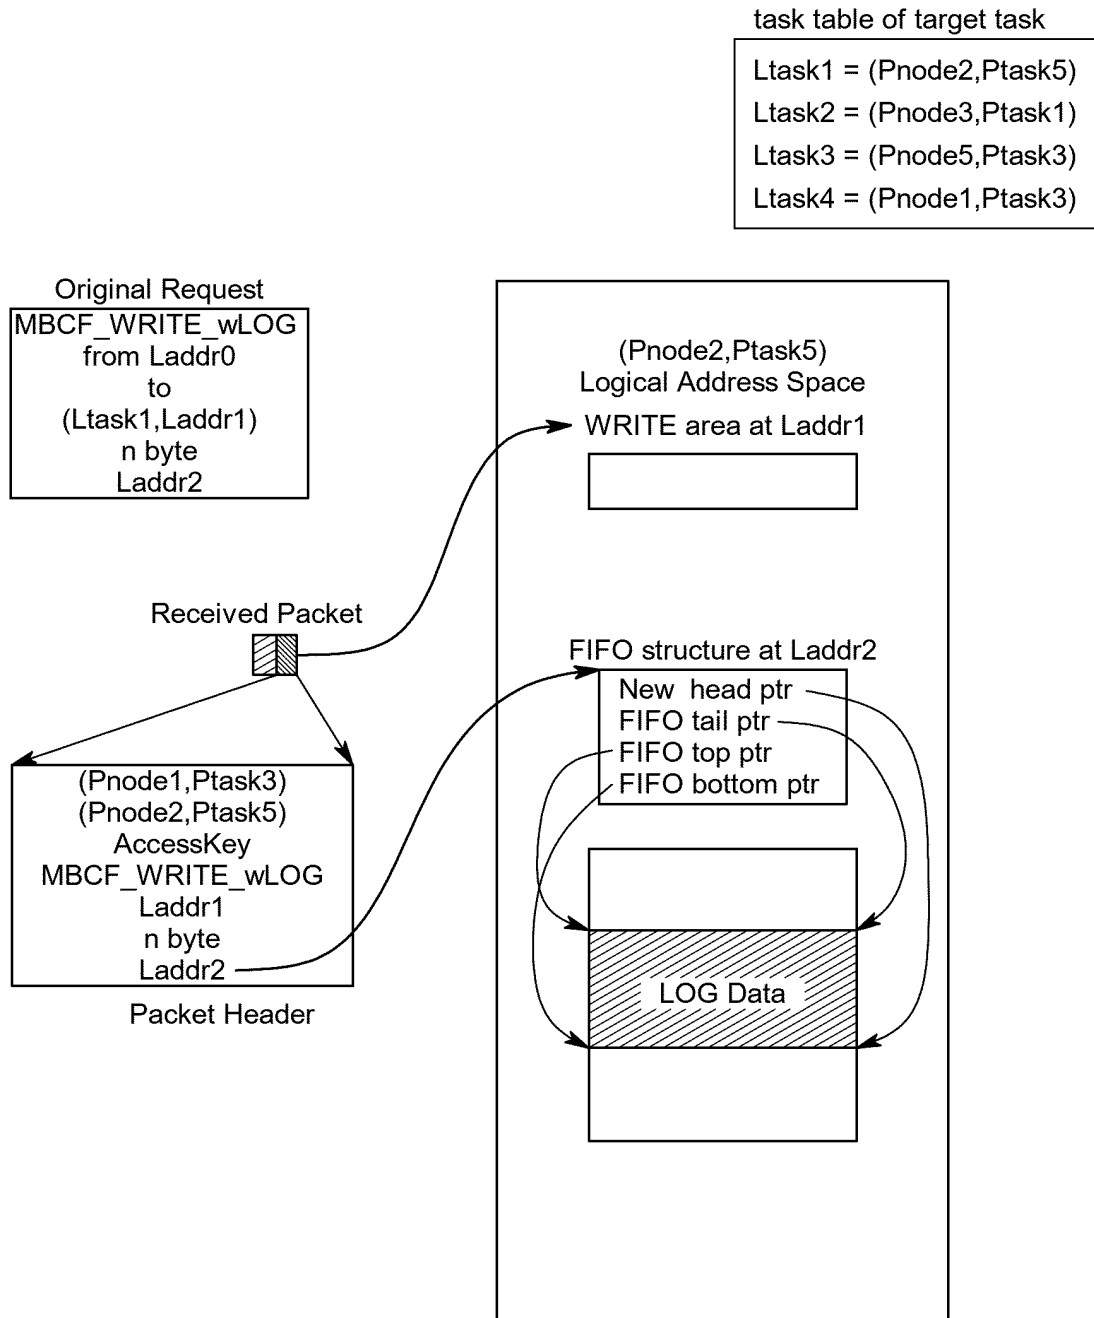 task table of target task
Ltask1 = (Pnode2,Ptask5)
Ltask2 = (Pnode3,Ptask1)
Ltask3 = (Pnode5,Ptask3)
Ltask4 = (Pnode1,Ptask3)
Original Request
MBCF_WRITE_wLOG
from Laddr0
to
(Ltask1,Laddr1)
n byte
Laddr2
(Pnode2,Ptask5)
Logical Address Space
WRITE area at Laddr1
Received Packet
(Pnode1,Ptask3)
(Pnode2,Ptask5)
AccessKey
MBCF_WRITE_wLOG
Laddr1
n byte
Laddr2
Packet Header
FIFO structure at Laddr2
New head ptr
FIFO tail ptr
FIFO top ptr
FIFO bottom ptr
LOG Data